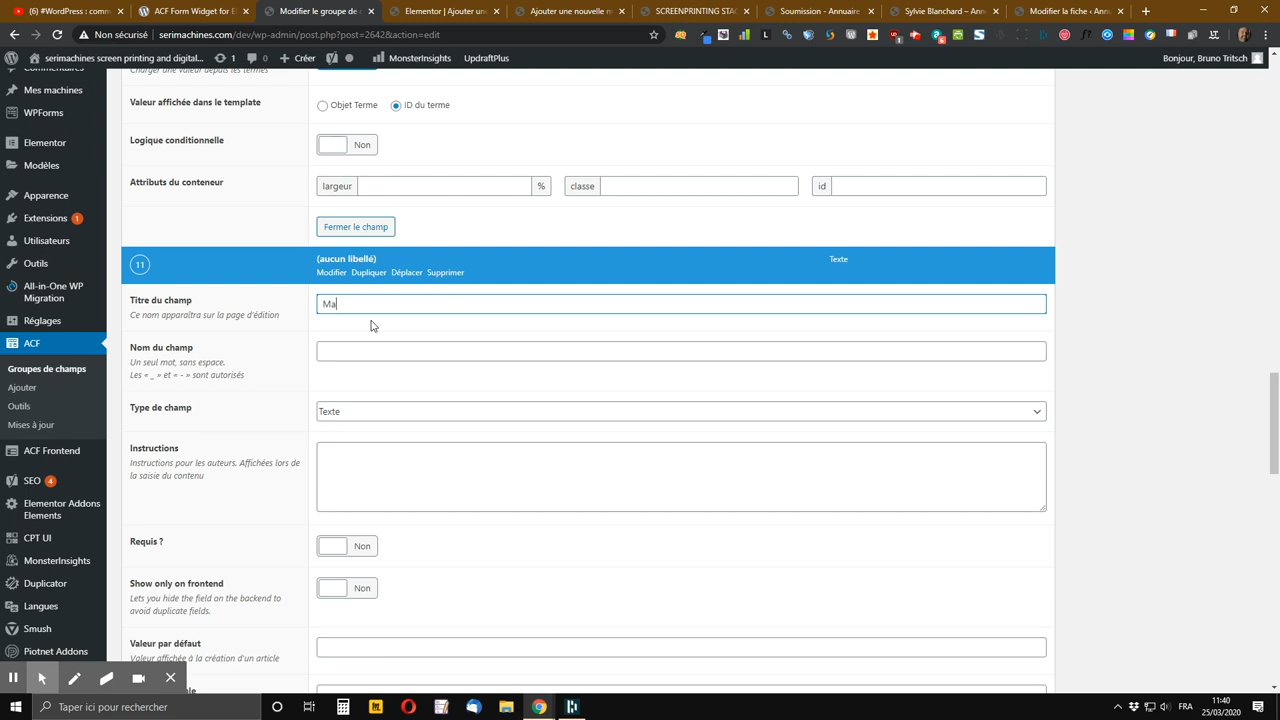 (6) #WordPress comm
WP ACF Form for E
Modifier le groupe de c
Elementor | Ajoutez une
Ajouter une nouvelle m
SCREENPRINTING STA
Soumission - Annuaire
Sylvie Blanchard – Ann
Modifier la fiche ‹ Ann
Non sécurisé
serimachines.com/dev/wp-admin/post.php?post=2642&action=edit
serimachines screen printing and digital... 1 0 Créer MonsterInsights UpdraftPlus Bonjour, Bruno Tritsch
Commentaires
Mes machines
WPForms
Elementor
Modèles
Apparence
Extensions 1
Utilisateurs
Outils
All-in-One WP
Migration
Réglages
ACF
Groupes de champs
Ajouter
Outils
Mises à jour
ACF Frontend
SEO 4
Elementor Addons
Elements
CPT UI
MonsterInsights
Duplicator
Langues
Smush
Piotnet Addons
Charger une valeur depuis les termes
Valeur affichée dans le template
Objet Terme ID du terme
Logique conditionnelle
Non
Attributs du conteneur
largeur % classe id
Fermer le champ
11 (aucun libellé) Texte
Modifier Dupliquer Déplacer Supprimer
Titre du champ
Ce nom apparaîtra sur la page d'édition
Ma
Nom du champ
Un seul mot, sans espace.
Les « _ » et « - » sont autorisés
Type de champ
Texte
Instructions
Instructions pour les auteurs. Affichées lors de
la saisie du contenu
Requis ?
Non
Show only on frontend
Lets you hide the field on the backend to
avoid duplicate fields.
Non
Valeur par défaut
Valeur affichée à la création d'un article
Taper ici pour rechercher
FRA
11:40
25/03/2020